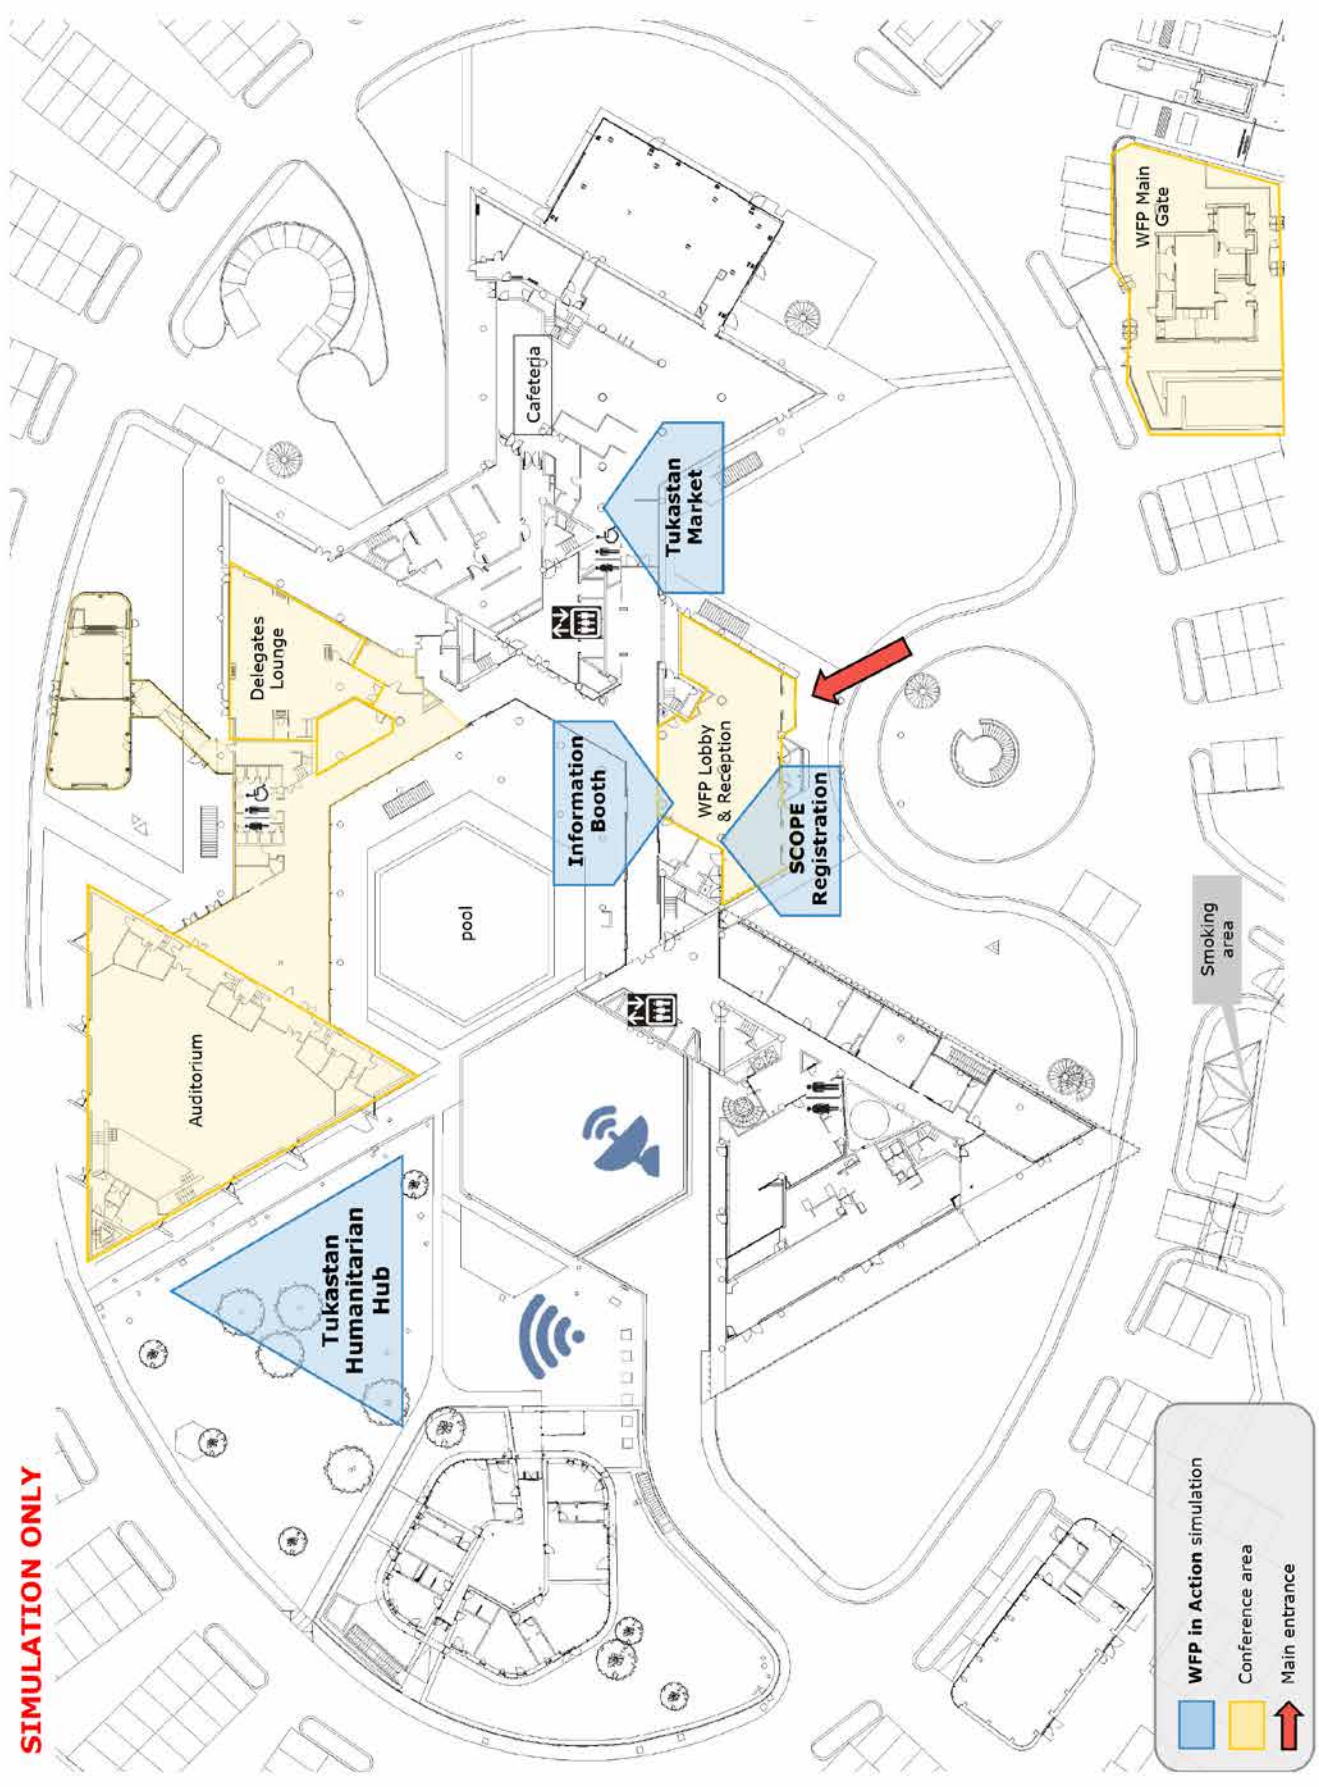 SIMULATION ONLY
Auditorium
Delegates
Lounge
Tukastan
Humanitarian
Hub
pool
Cafeteria
Information
Booth
Tukastan
Market
WFP Lobby
& Reception
SCOPE
Registration
WFP Main
Gate
Smoking
area
WFP in Action simulation
Conference area
Main entrance